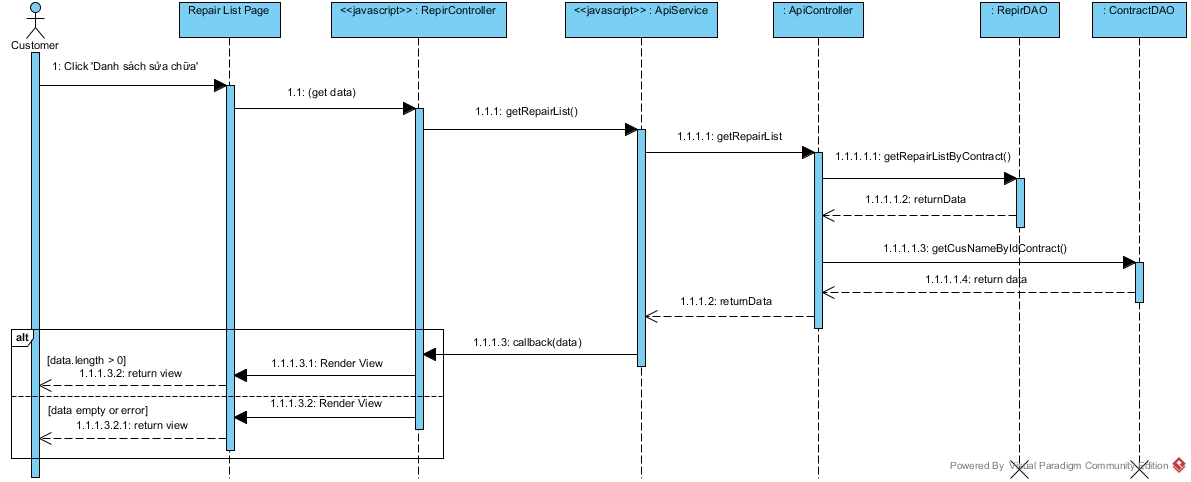 Repair List Page
<<javascript>> : RepirController
<<javascript>> : ApiService
: ApiController
: RepirDAO
: ContractDAO
Customer
1: Click 'Danh sách sửa chữa'
1.1: (get data)
1.1.1: getRepairList()
1.1.1.1: getRepairList
1.1.1.1.1: getRepairListByContract()
1.1.1.1.2: returnData
1.1.1.1.3: getCusNameByIdContract()
1.1.1.1.4: return data
1.1.1.2: returnData
alt
1.1.1.3: callback(data)
[data.length > 0]
1.1.1.3.1: Render View
1.1.1.3.2: return view
1.1.1.3.2: Render View
[data empty or error]
1.1.1.3.2.1: return view
Powered By Visual Paradigm Community Edition